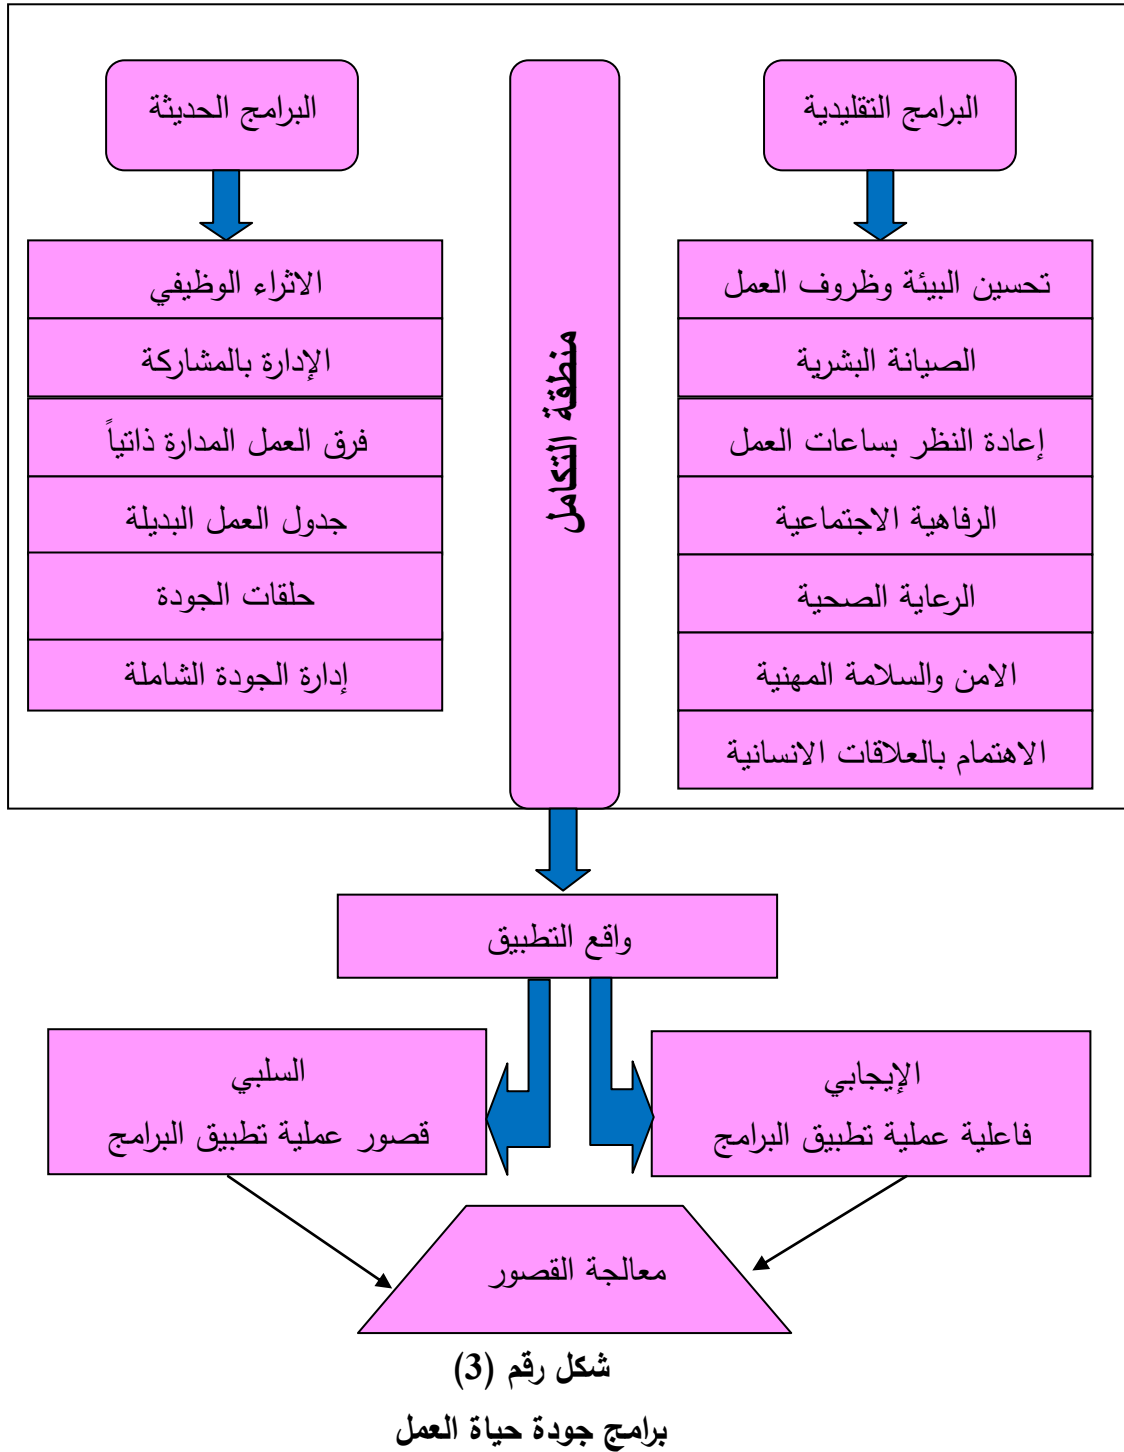 البرامج التقليدية
تحسين البيئة وظروف العمل
الصيانة البشرية
إعادة النظر بساعات العمل
الرفاهية الاجتماعية
الرعاية الصحية
الامن والسلامة المهنية
الاهتمام بالعلاقات الانسانية
منطقة التكامل
البرامج الحديثة
الاثراء الوظيفي
الإدارة بالمشاركة
فرق العمل المدارة ذاتياً
جدول العمل البديلة
حلقات الجودة
إدارة الجودة الشاملة
واقع التطبيق
الإيجابي
فاعلية عملية تطبيق البرامج
السلبي
قصور عملية تطبيق البرامج
معالجة القصور
شكل رقم (3)
برامج جودة حياة العمل